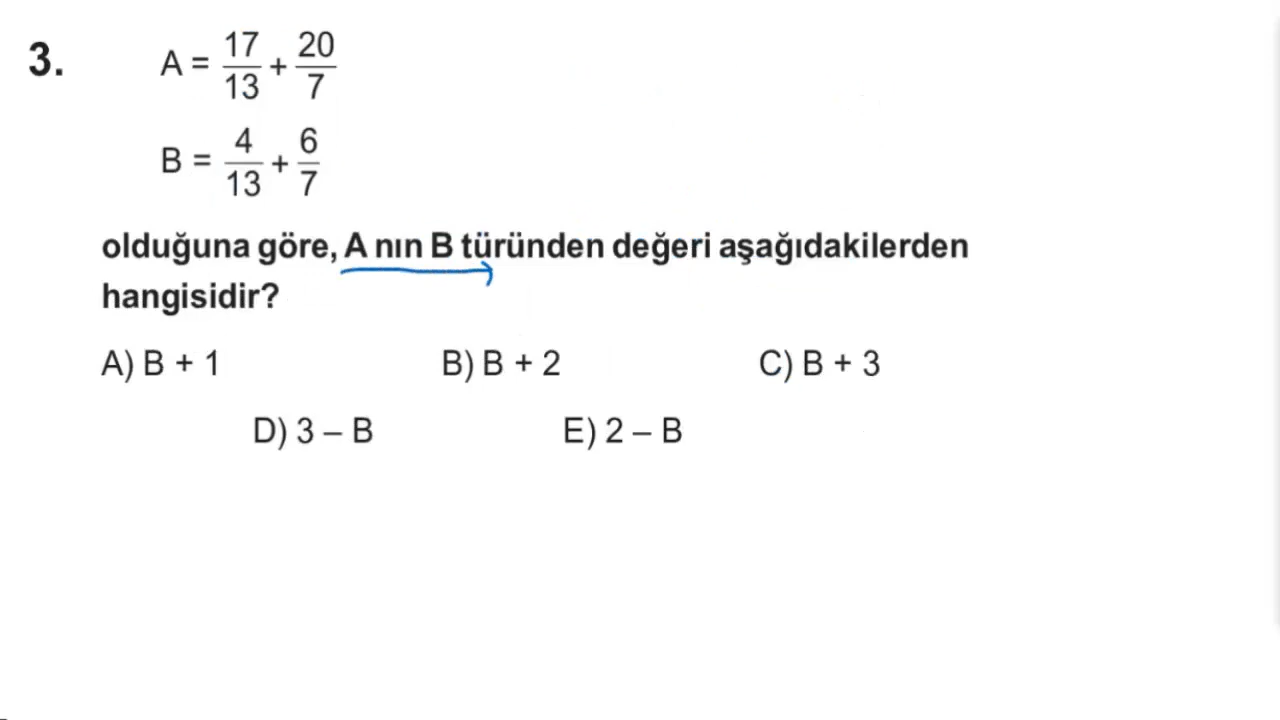 3. A = 17/13 + 20/7
B = 4/13 + 6/7
olduğuna göre, A nın B türünden değeri aşağıdakilerden
hangisidir?
A) B + 1 B) B + 2 C) B + 3
D) 3 – B E) 2 – B